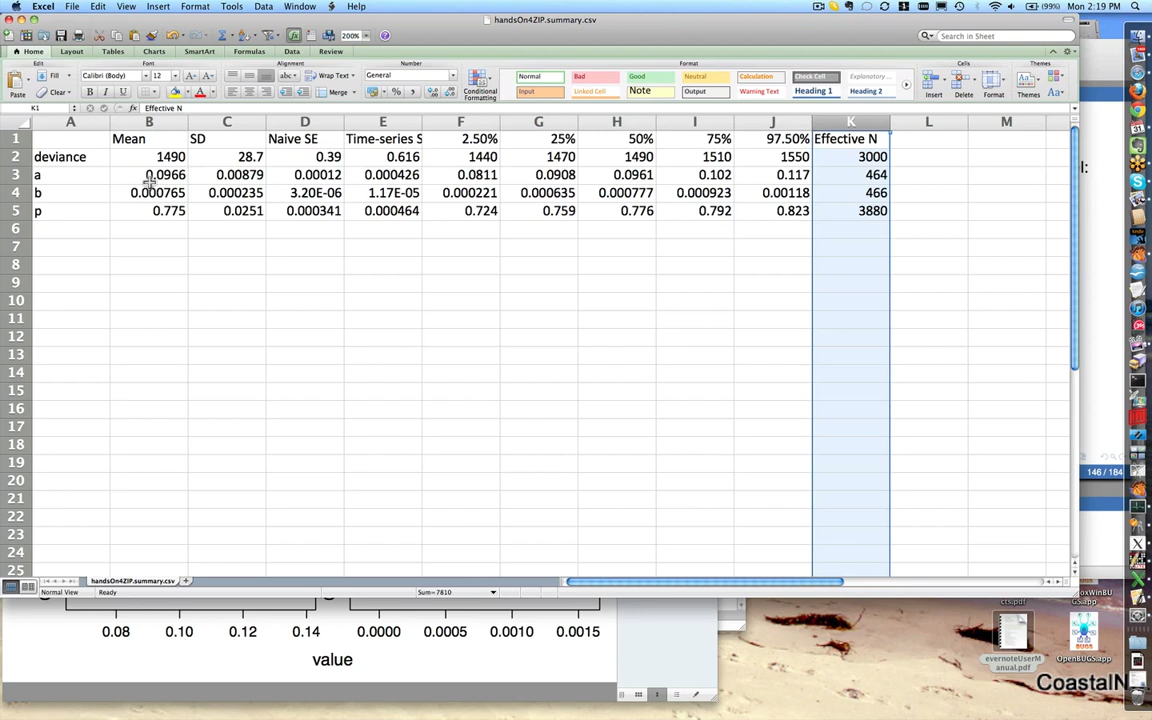 Excel File Edit View Insert Format Tools Data Window Help (99%) Mon 2:19 PM
handsOn4ZIP.summary.csv
200% Search in Sheet
Home Layout Tables Charts SmartArt Formulas Data Review
Edit Font Alignment Number Format Cells Themes
Paste Fill Clear Calibri (Body) 12 A A abc Wrap Text General Conditional Formatting Normal Bad Good Neutral Calculation Check Cell Explanatory... Insert Delete Format Themes Aa
B I U A Merge % Input Linked Cell Note Output Warning Text Heading 1 Heading 2
K1 fx Effective N
A B C D E F G H I J K L M
1 Mean SD Naive SE Time-series S 2.50% 25% 50% 75% 97.50% Effective N
2 deviance 1490 28.7 0.39 0.616 1440 1470 1490 1510 1550 3000
3 a 0.0966 0.00879 0.00012 0.000426 0.0811 0.0908 0.0961 0.102 0.117 464
4 b 0.000765 0.000235 3.20E-06 1.17E-05 0.000221 0.000635 0.000777 0.000923 0.00118 466
5 p 0.775 0.0251 0.000341 0.000464 0.724 0.759 0.776 0.792 0.823 3880
6
7
8
9
10
11
12
13
14
15
16
17
18
19
20
21
22
23
24
25
l:
146 / 184
handsOn4ZIP.summary.csv
Normal View Ready Sum=7810
0.08 0.10 0.12 0.14 0.0000 0.0005 0.0010 0.0015
value
cts.pdf
evernoteUserManual.pdf
oxWinBUGS.app
OpenBUGS.app
CoastalN